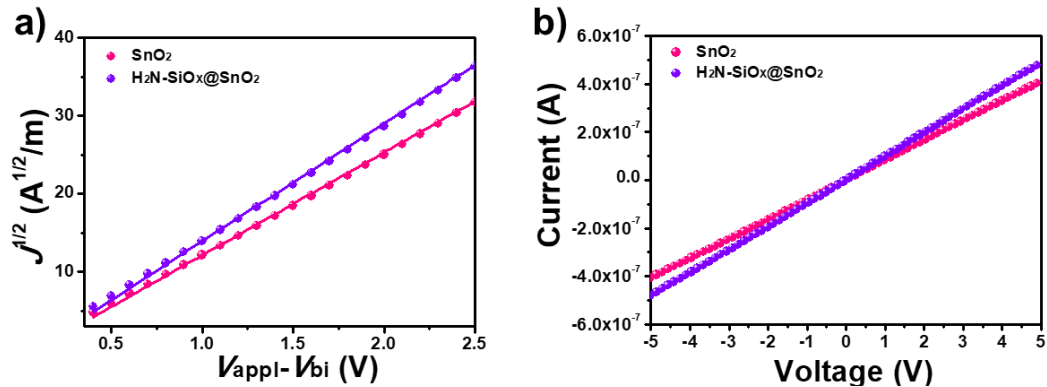 a)
SnO₂
H₂N-SiOₓ@SnO₂
40
30
20
10
0.5 1.0 1.5 2.0 2.5
J^1/2 (A^1/2/m)
Vappl-Vbi (V)
b)
SnO₂
H₂N-SiOₓ@SnO₂
6.0x10⁻⁷
4.0x10⁻⁷
2.0x10⁻⁷
0.0
-2.0x10⁻⁷
-4.0x10⁻⁷
-6.0x10⁻⁷
-5 -4 -3 -2 -1 0 1 2 3 4 5
Current (A)
Voltage (V)